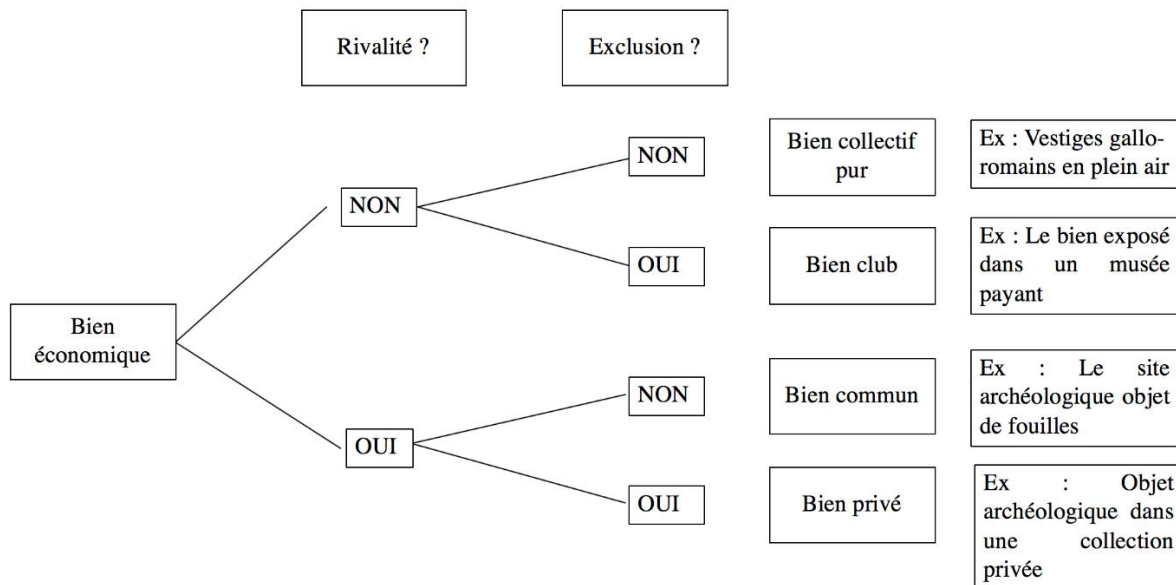 Rivalité ?
Exclusion ?
NON
Bien collectif
pur
Ex : Vestiges gallo-
romains en plein air
NON
OUI
Bien club
Ex : Le bien exposé
dans un musée
payant
Bien
économique
NON
Bien commun
Ex : Le site
archéologique objet
de fouilles
OUI
OUI
Bien privé
Ex : Objet
archéologique dans
une collection
privée